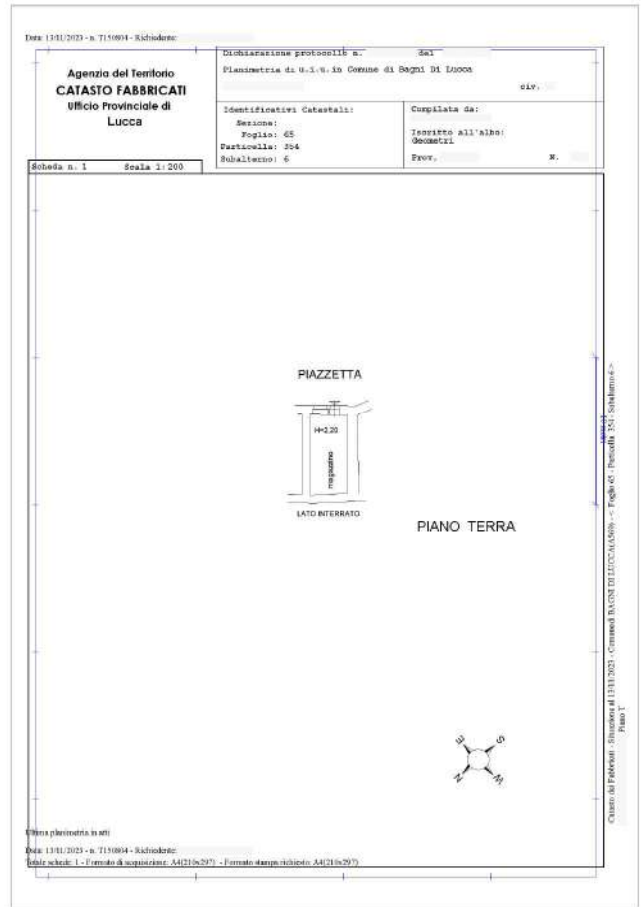 Data: 13/11/2023 - n. T150804 - Richiedente:
Agenzia del Territorio
CATASTO FABBRICATI
Ufficio Provinciale di
Lucca
Dichiarazione protocollo n. del
Planimetria di u.i.u. in Comune di Bagni Di Lucca
civ.
Identificativi Catastali:
Sezione:
Foglio: 65
Particella: 354
Subalterno: 6
Compilata da:
Iscritto all'albo:
Geometri
Prov. N.
Scheda n. 1 Scala 1:200
PIAZZETTA
H=2,20
magazzino
LATO INTERRATO
PIANO TERRA
E
S
N
W
Catasto dei Fabbricati - Situazione al 13/11/2023 - Comune di BAGNI DI LUCCA(A560) - < Foglio 65 - Particella 354 - Subalterno 6 >
Piano T
10 metri
Ultima planimetria in atti
Data: 13/11/2023 - n. T150804 - Richiedente:
Totale schede: 1 - Formato di acquisizione: A4(210x297) - Formato stampa richiesto: A4(210x297)